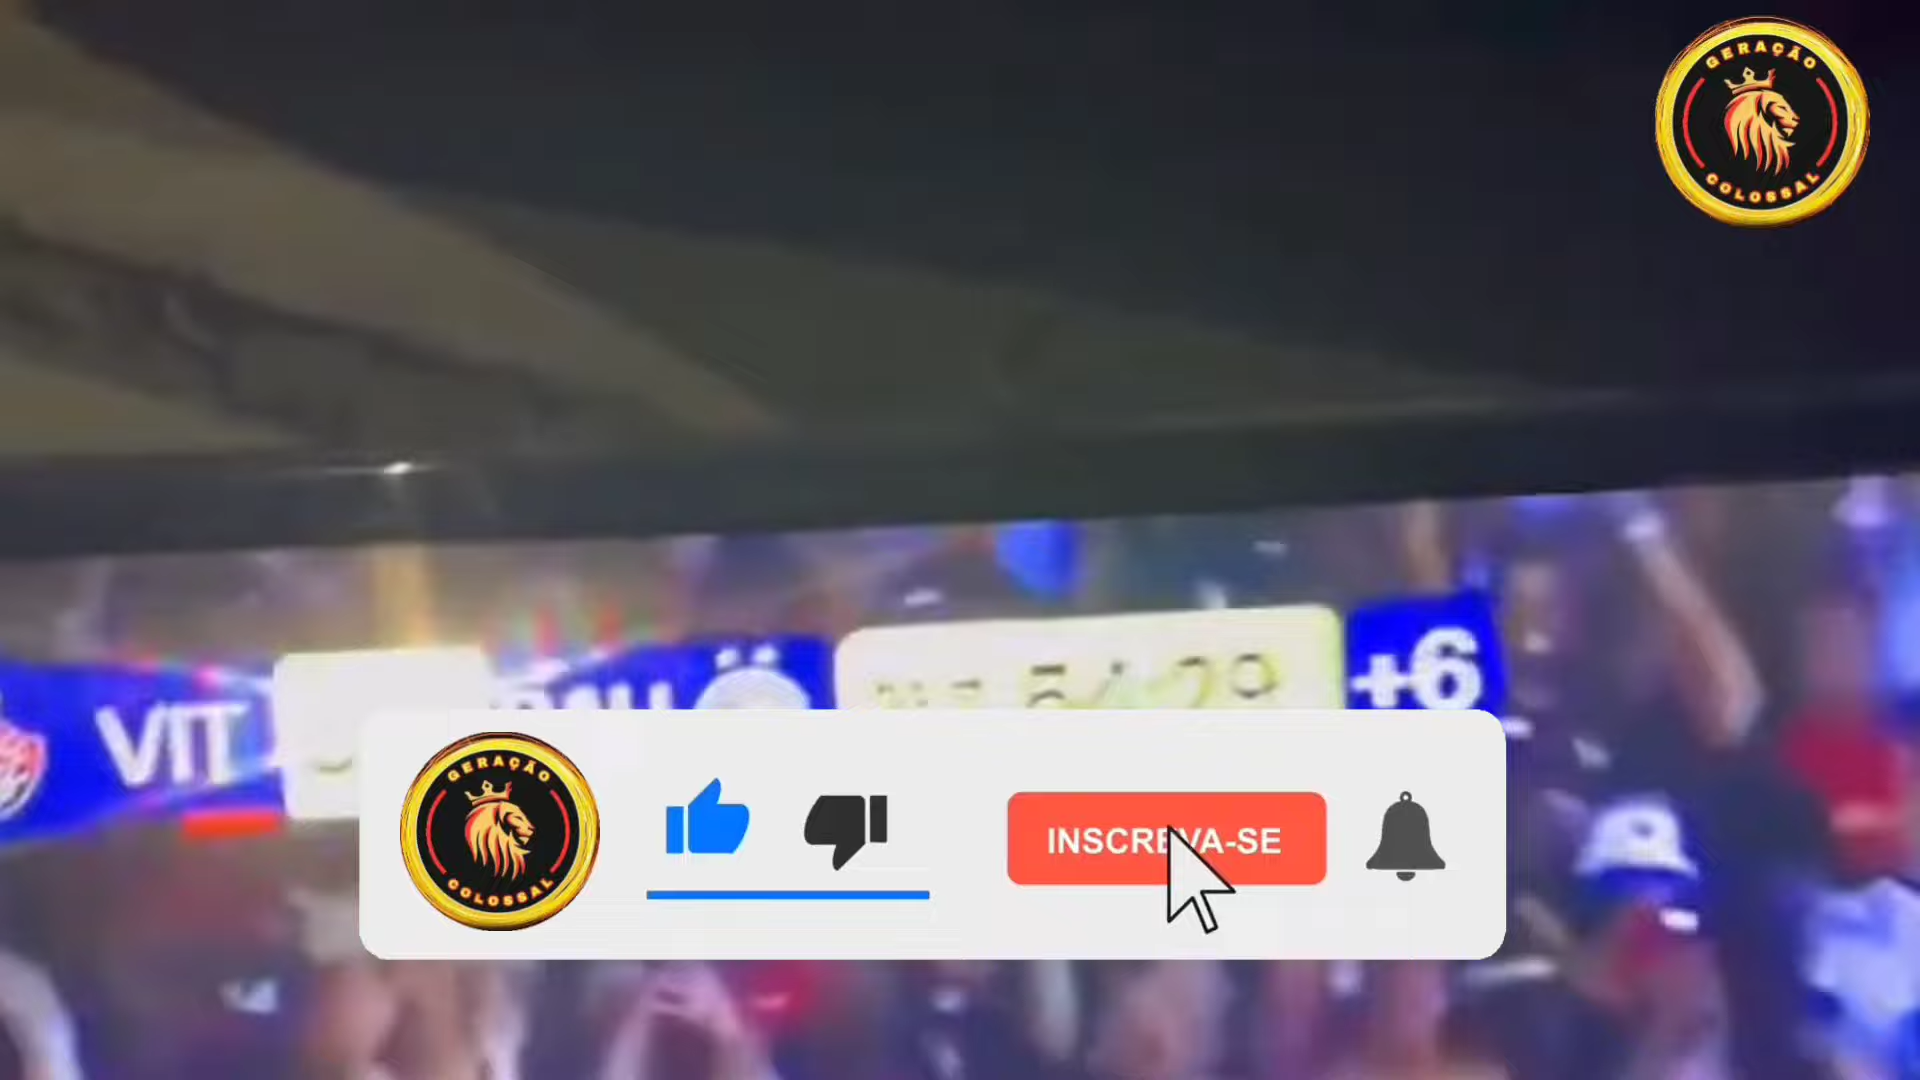 GERAÇÃO
COLOSSAL
+6
VIT
GERAÇÃO
COLOSSAL
INSCREVA-SE